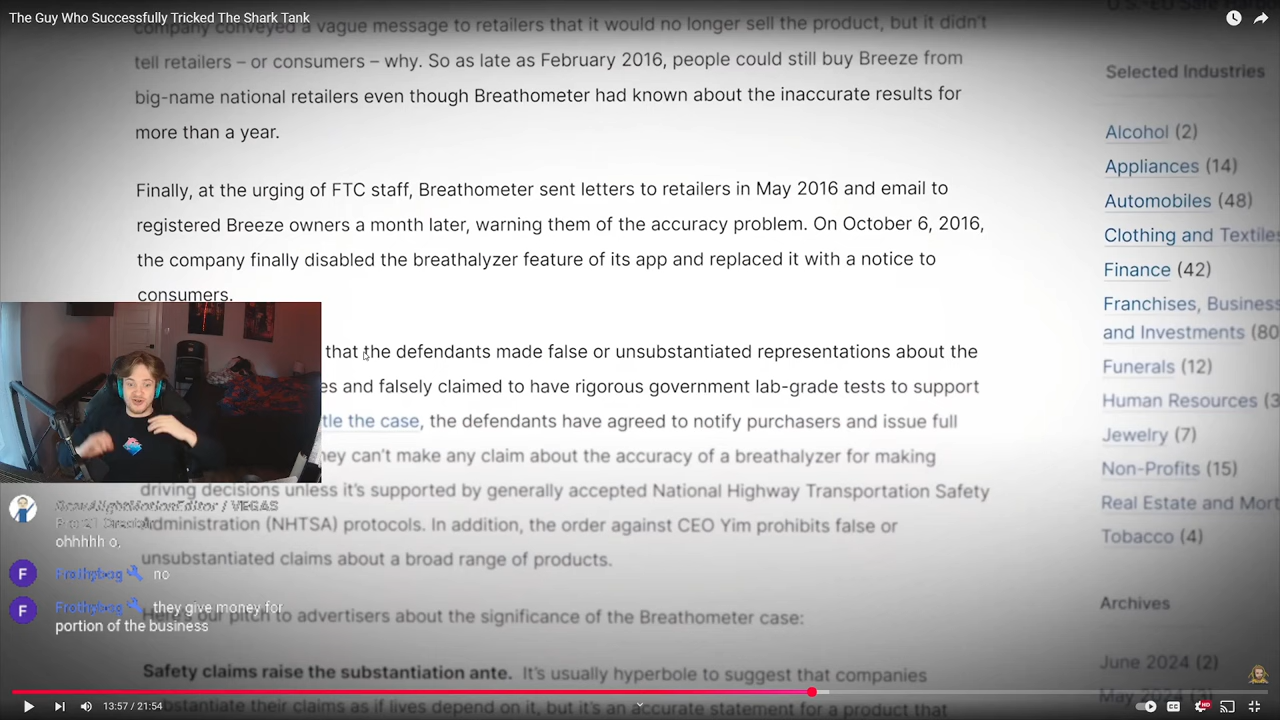 The Guy Who Successfully Tricked The Shark Tank
company conveyed a vague message to retailers that it would no longer sell the product, but it didn't
tell retailers – or consumers – why. So as late as February 2016, people could still buy Breeze from
big-name national retailers even though Breathometer had known about the inaccurate results for
more than a year.
Finally, at the urging of FTC staff, Breathometer sent letters to retailers in May 2016 and email to
registered Breeze owners a month later, warning them of the accuracy problem. On October 6, 2016,
the company finally disabled the breathalyzer feature of its app and replaced it with a notice to
consumers.
that the defendants made false or unsubstantiated representations about the
es and falsely claimed to have rigorous government lab-grade tests to support
tle the case, the defendants have agreed to notify purchasers and issue full
hey can't make any claim about the accuracy of a breathalyzer for making
driving decisions unless it's supported by generally accepted National Highway Transportation Safety
Administration (NHTSA) protocols. In addition, the order against CEO Yim prohibits false or
unsubstantiated claims about a broad range of products.
Here's our pitch to advertisers about the significance of the Breathometer case:
Safety claims raise the substantiation ante. It's usually hyperbole to suggest that companies
substantiate their claims as if lives depend on it, but it's an accurate statement for a product that
Selected Industries
Alcohol (2)
Appliances (14)
Automobiles (48)
Clothing and Textiles
Finance (42)
Franchises, Business
and Investments (80
Funerals (12)
Human Resources (3
Jewelry (7)
Non-Profits (15)
Real Estate and Mort
Tobacco (4)
Archives
June 2024 (2)
May 2024
/ VEGAS
ohhhhh o,
F Frothybag no
F Frothybag they give money for
portion of the business
13:57 / 21:54
CC
HD